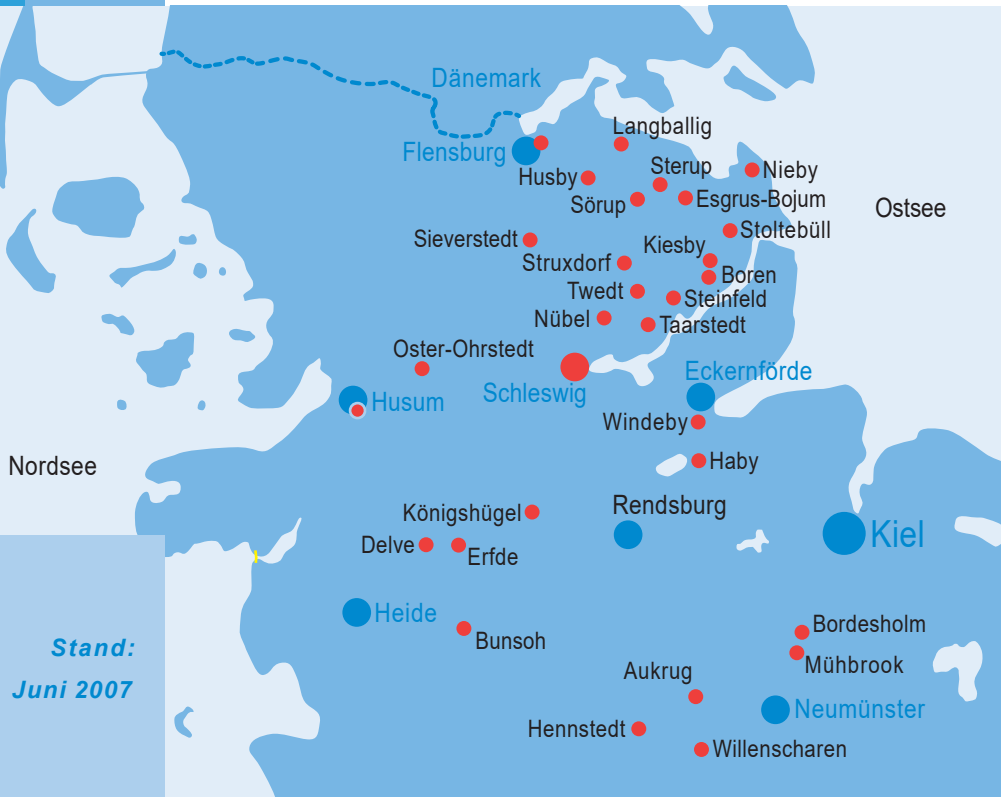 Dänemark
Langballig
Flensburg
Sterup
Nieby
Husby
Esgrus-Bojum
Sörup
Ostsee
Stoltebüll
Sieverstedt
Kiesby
Struxdorf
Boren
Twedt
Steinfeld
Nübel
Taarstedt
Oster-Ohrstedt
Eckernförde
Schleswig
Husum
Windeby
Nordsee
Haby
Königshügel
Rendsburg
Kiel
Delve
Erfde
Heide
Bordesholm
Bunsoh
Stand:
Mühbrook
Aukrug
Juni 2007
Neumünster
Hennstedt
Willenscharen